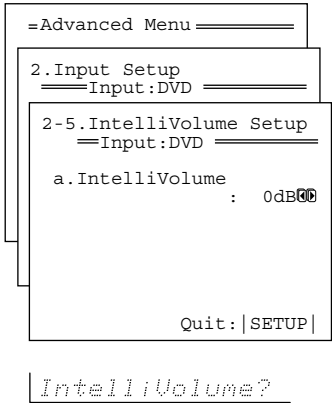 Advanced Menu
2.Input Setup
Input:DVD
2-5.IntelliVolume Setup
Input:DVD
a.IntelliVolume
: 0dB
Quit:|SETUP|
IntelliVolume?